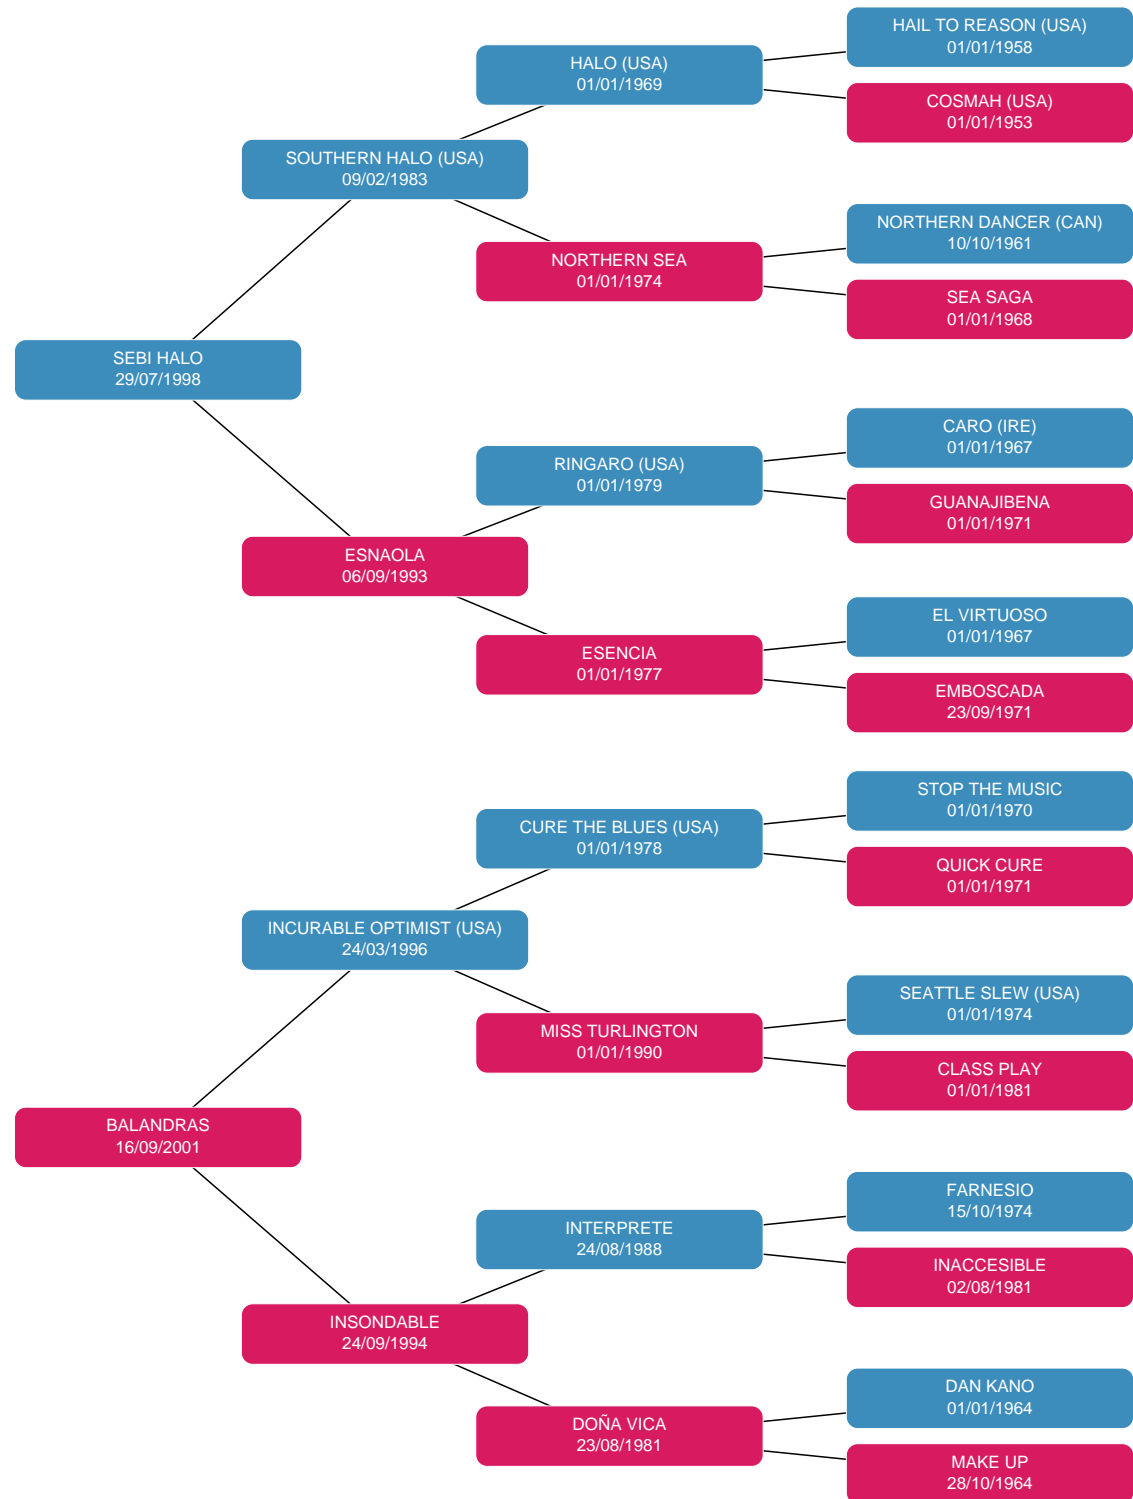 HAIL TO REASON (USA)
01/01/1958
HALO (USA)
01/01/1969
COSMAH (USA)
01/01/1953
SOUTHERN HALO (USA)
09/02/1983
NORTHERN DANCER (CAN)
10/10/1961
NORTHERN SEA
01/01/1974
SEA SAGA
01/01/1968
SEBI HALO
29/07/1998
CARO (IRE)
01/01/1967
RINGARO (USA)
01/01/1979
GUANAJIBENA
01/01/1971
ESNAOLA
06/09/1993
EL VIRTUOSO
01/01/1967
ESENCIA
01/01/1977
EMBOSCADA
23/09/1971
STOP THE MUSIC
01/01/1970
CURE THE BLUES (USA)
01/01/1978
QUICK CURE
01/01/1971
INCURABLE OPTIMIST (USA)
24/03/1996
SEATTLE SLEW (USA)
01/01/1974
MISS TURLINGTON
01/01/1990
CLASS PLAY
01/01/1981
BALANDRAS
16/09/2001
FARNESIO
15/10/1974
INTERPRETE
24/08/1988
INACCESIBLE
02/08/1981
INSONDABLE
24/09/1994
DAN KANO
01/01/1964
DOÑA VICA
23/08/1981
MAKE UP
28/10/1964